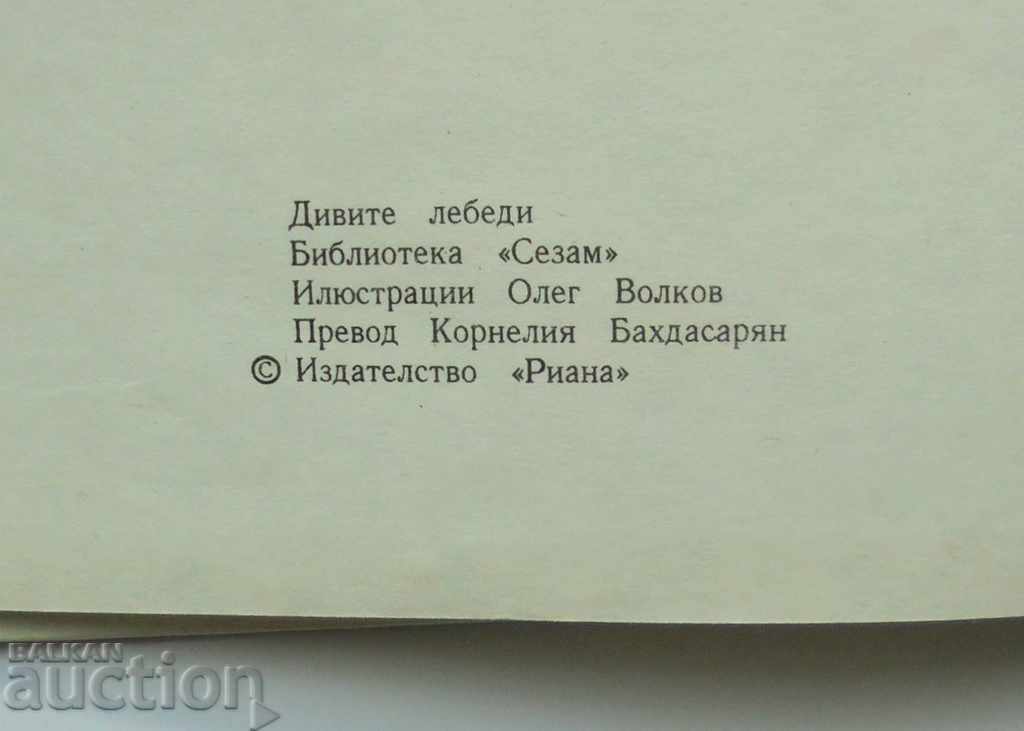 Дивите лебеди
Библиотека «Сезам»
Илюстрации Олег Волков
Превод Корнелия Бахдасарян
© Издателство «Риана»
BALKAN
auction